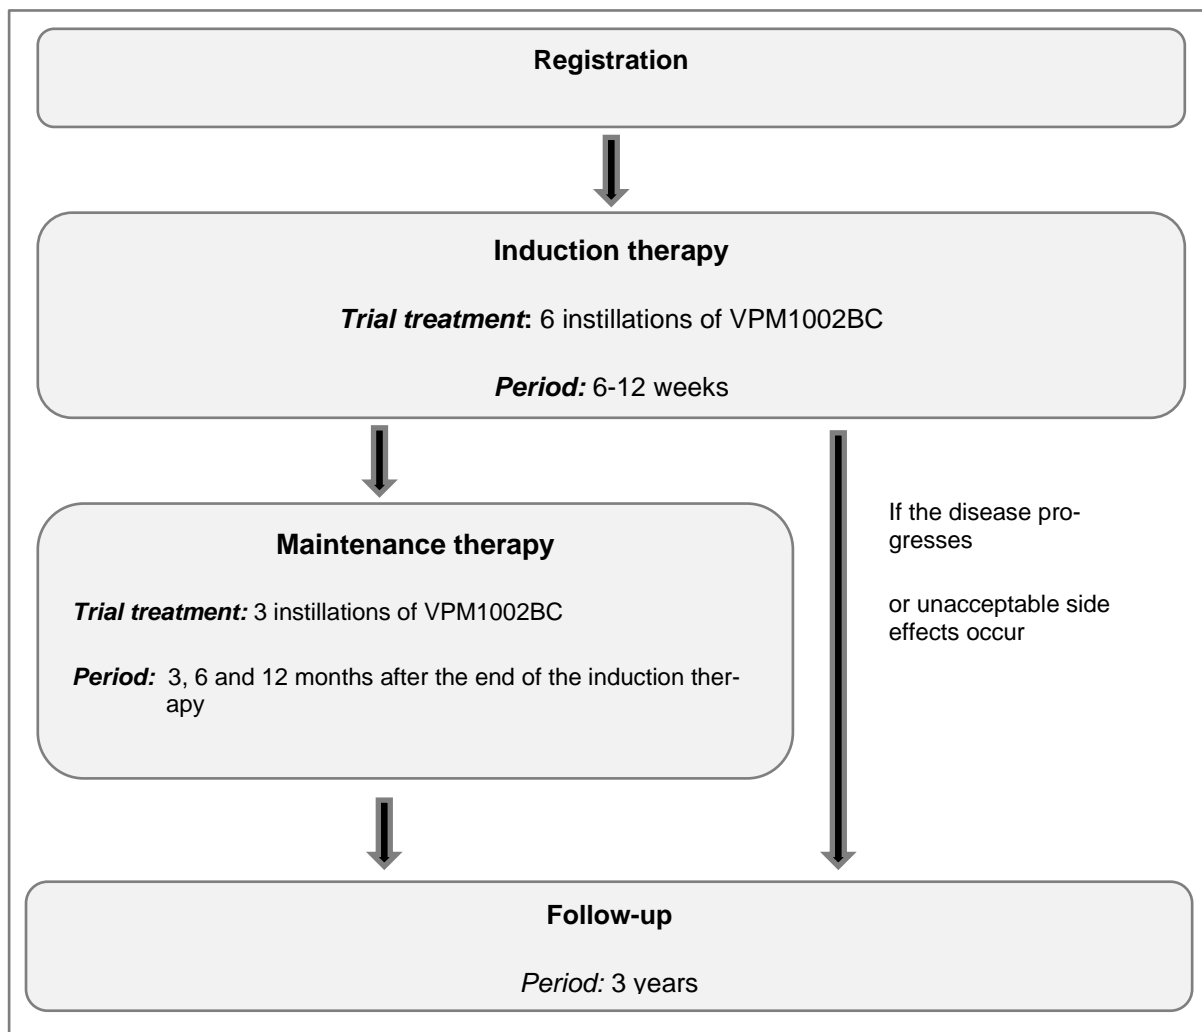 Registration
Induction therapy
Trial treatment: 6 instillations of VPM1002BC
Period: 6-12 weeks
Maintenance therapy
Trial treatment: 3 instillations of VPM1002BC
Period: 3, 6 and 12 months after the end of the induction ther-
apy
If the disease pro-
gresses
or unacceptable side
effects occur
Follow-up
Period: 3 years